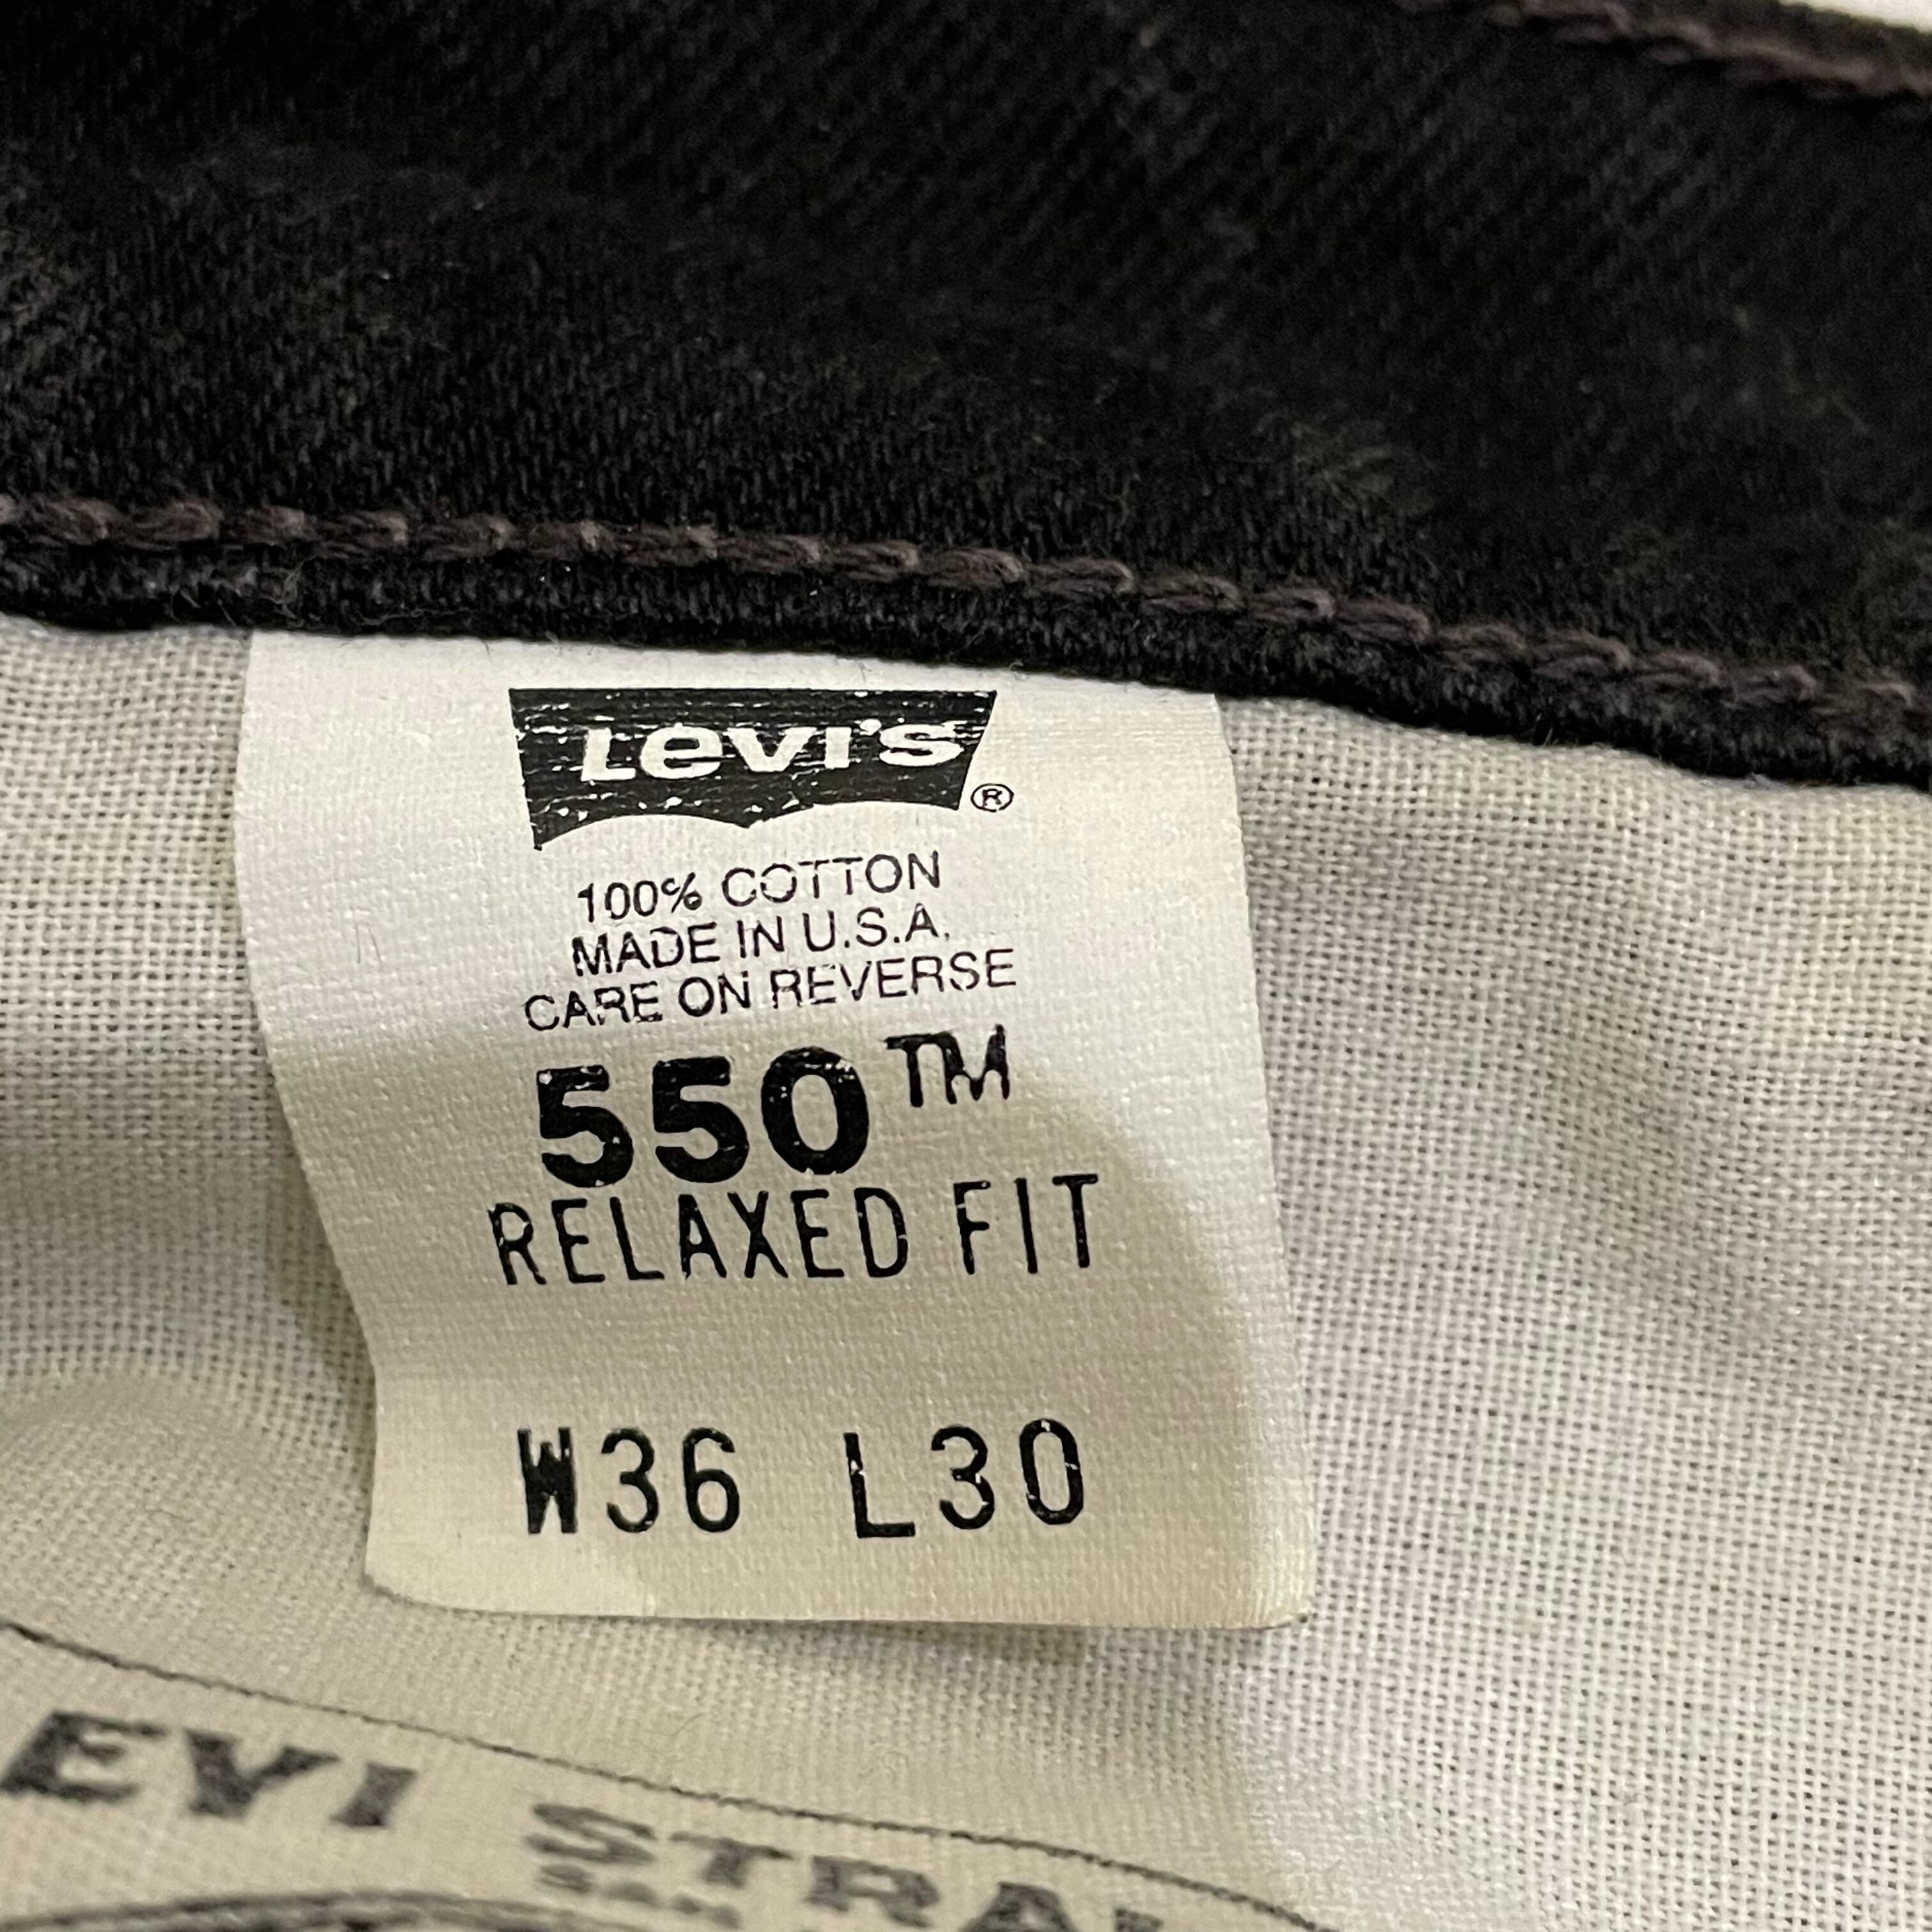 Levi's ®
100% COTTON
MADE IN U.S.A.
CARE ON REVERSE
550™
RELAXED FIT
W36 L30
EVI STRA